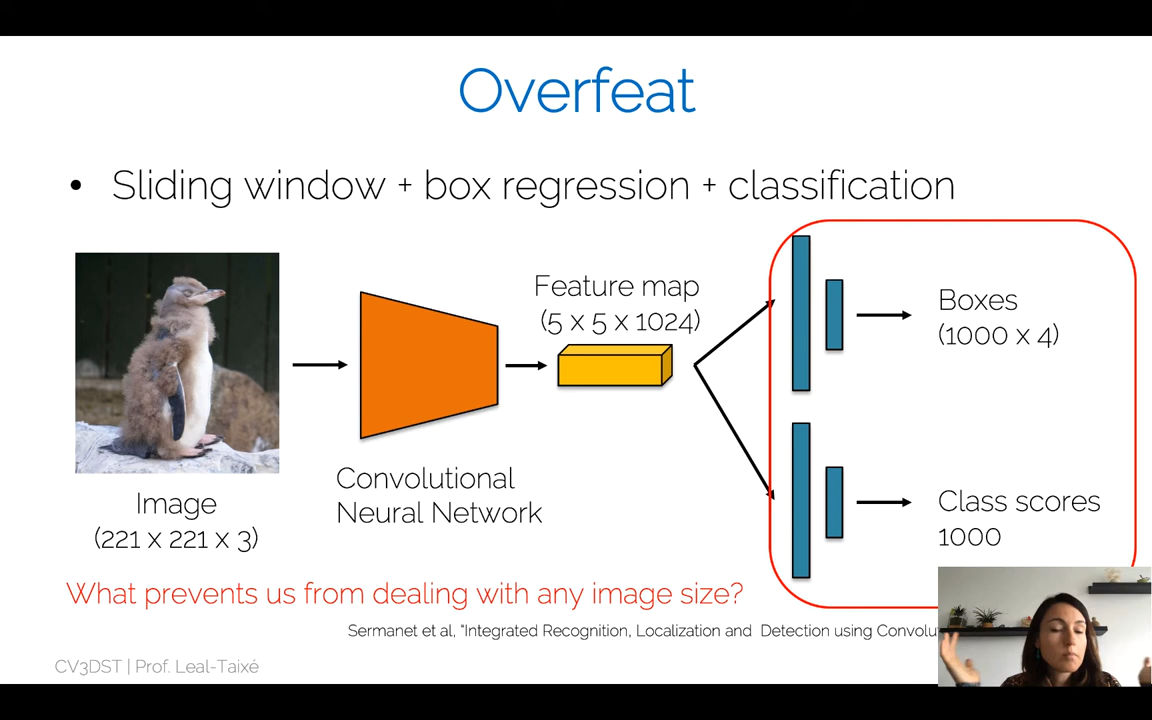 Overfeat
• Sliding window + box regression + classification
Feature map
(5 x 5 x 1024)
Boxes
(1000 x 4)
Convolutional
Neural Network
Image
(221 x 221 x 3)
Class scores
1000
What prevents us from dealing with any image size?
Sermanet et al, "Integrated Recognition, Localization and Detection using
CV3DST | Prof. Leal-Taixé